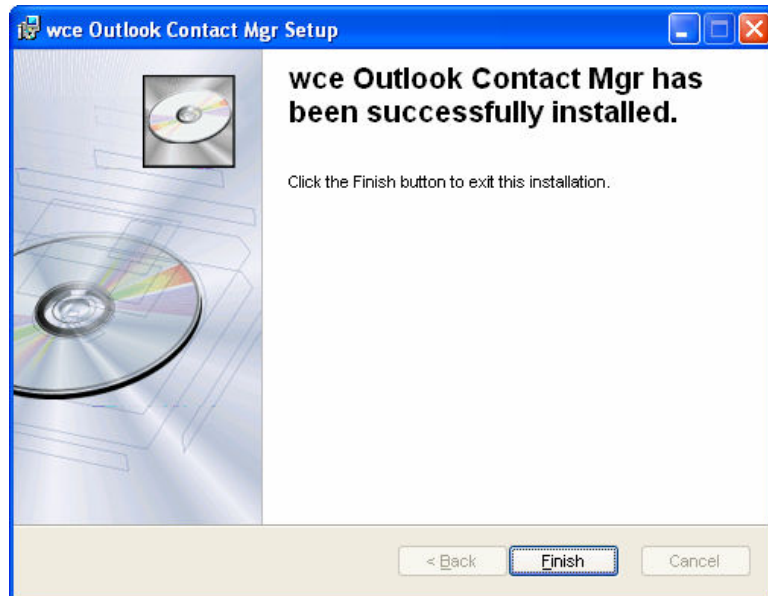 wce Outlook Contact Mgr Setup
wce Outlook Contact Mgr has
been successfully installed.
Click the Finish button to exit this installation.
< Back Finish Cancel